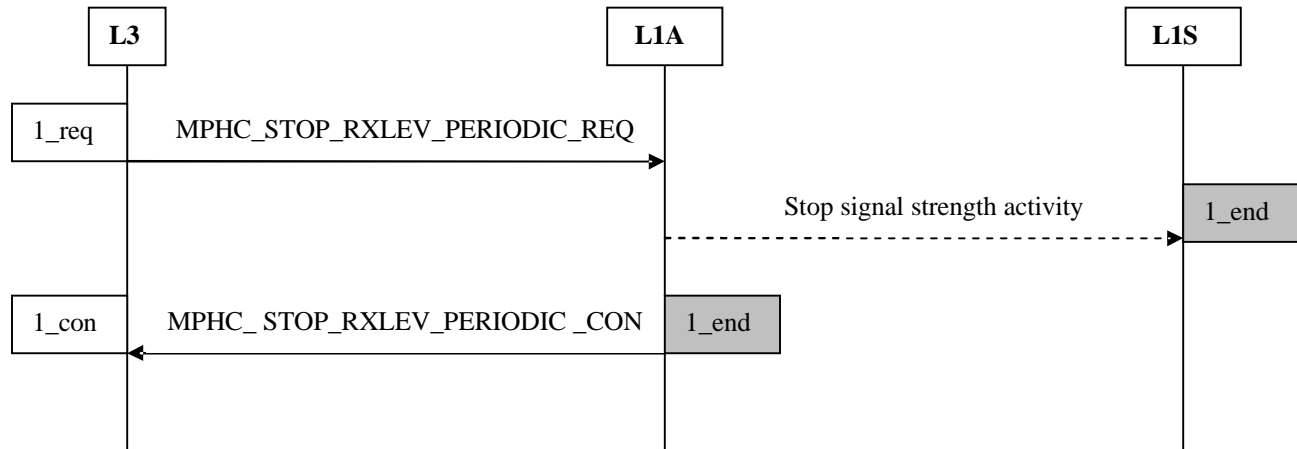 L3
L1A
L1S
1_req
MPHC_STOP_RXLEV_PERIODIC_REQ
Stop signal strength activity
1_end
1_con
MPHC_ STOP_RXLEV_PERIODIC _CON
1_end